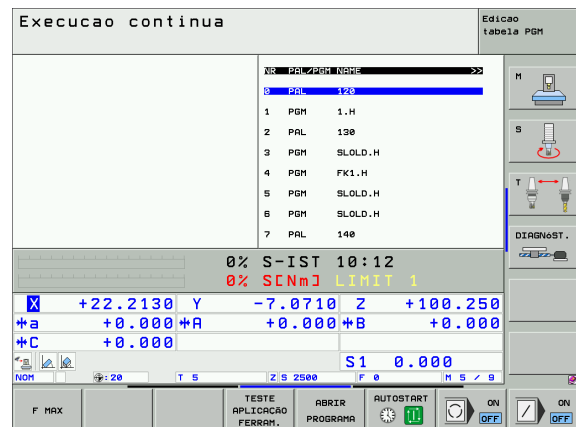 Execucao continua
Edicao
tabela PGM
NR PAL/PGM NAME >>
0 PAL 120
1 PGM 1.H
2 PAL 130
3 PGM SLOLD.H
4 PGM FK1.H
5 PGM SLOLD.H
6 PGM SLOLD.H
7 PAL 140
M
S
T
DIAGNÓST.
0% S-IST 10:12
0% S[Nm] LIMIT 1
X +22.2130 Y -7.0710 Z +100.250
a +0.000 A +0.000 B +0.000
C +0.000
S1 0.000
NOM :20 T 5 Z S 2500 F 0 M 5 / 9
F MAX
TESTE
APLICAÇÃO
FERRAM.
ABRIR
PROGRAMA
AUTOSTART
ON
OFF
ON
OFF